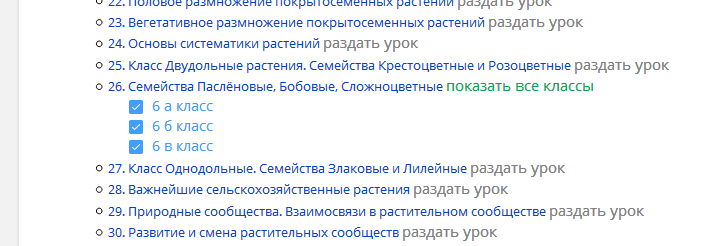 22. Половое размножение покрытосеменных растений раздать урок
23. Вегетативное размножение покрытосеменных растений раздать урок
24. Основы систематики растений раздать урок
25. Класс Двудольные растения. Семейства Крестоцветные и Розоцветные раздать урок
26. Семейства Паслёновые, Бобовые, Сложноцветные показать все классы
6 а класс
6 б класс
6 в класс
27. Класс Однодольные. Семейства Злаковые и Лилейные раздать урок
28. Важнейшие сельскохозяйственные растения раздать урок
29. Природные сообщества. Взаимосвязи в растительном сообществе раздать урок
30. Развитие и смена растительных сообществ раздать урок